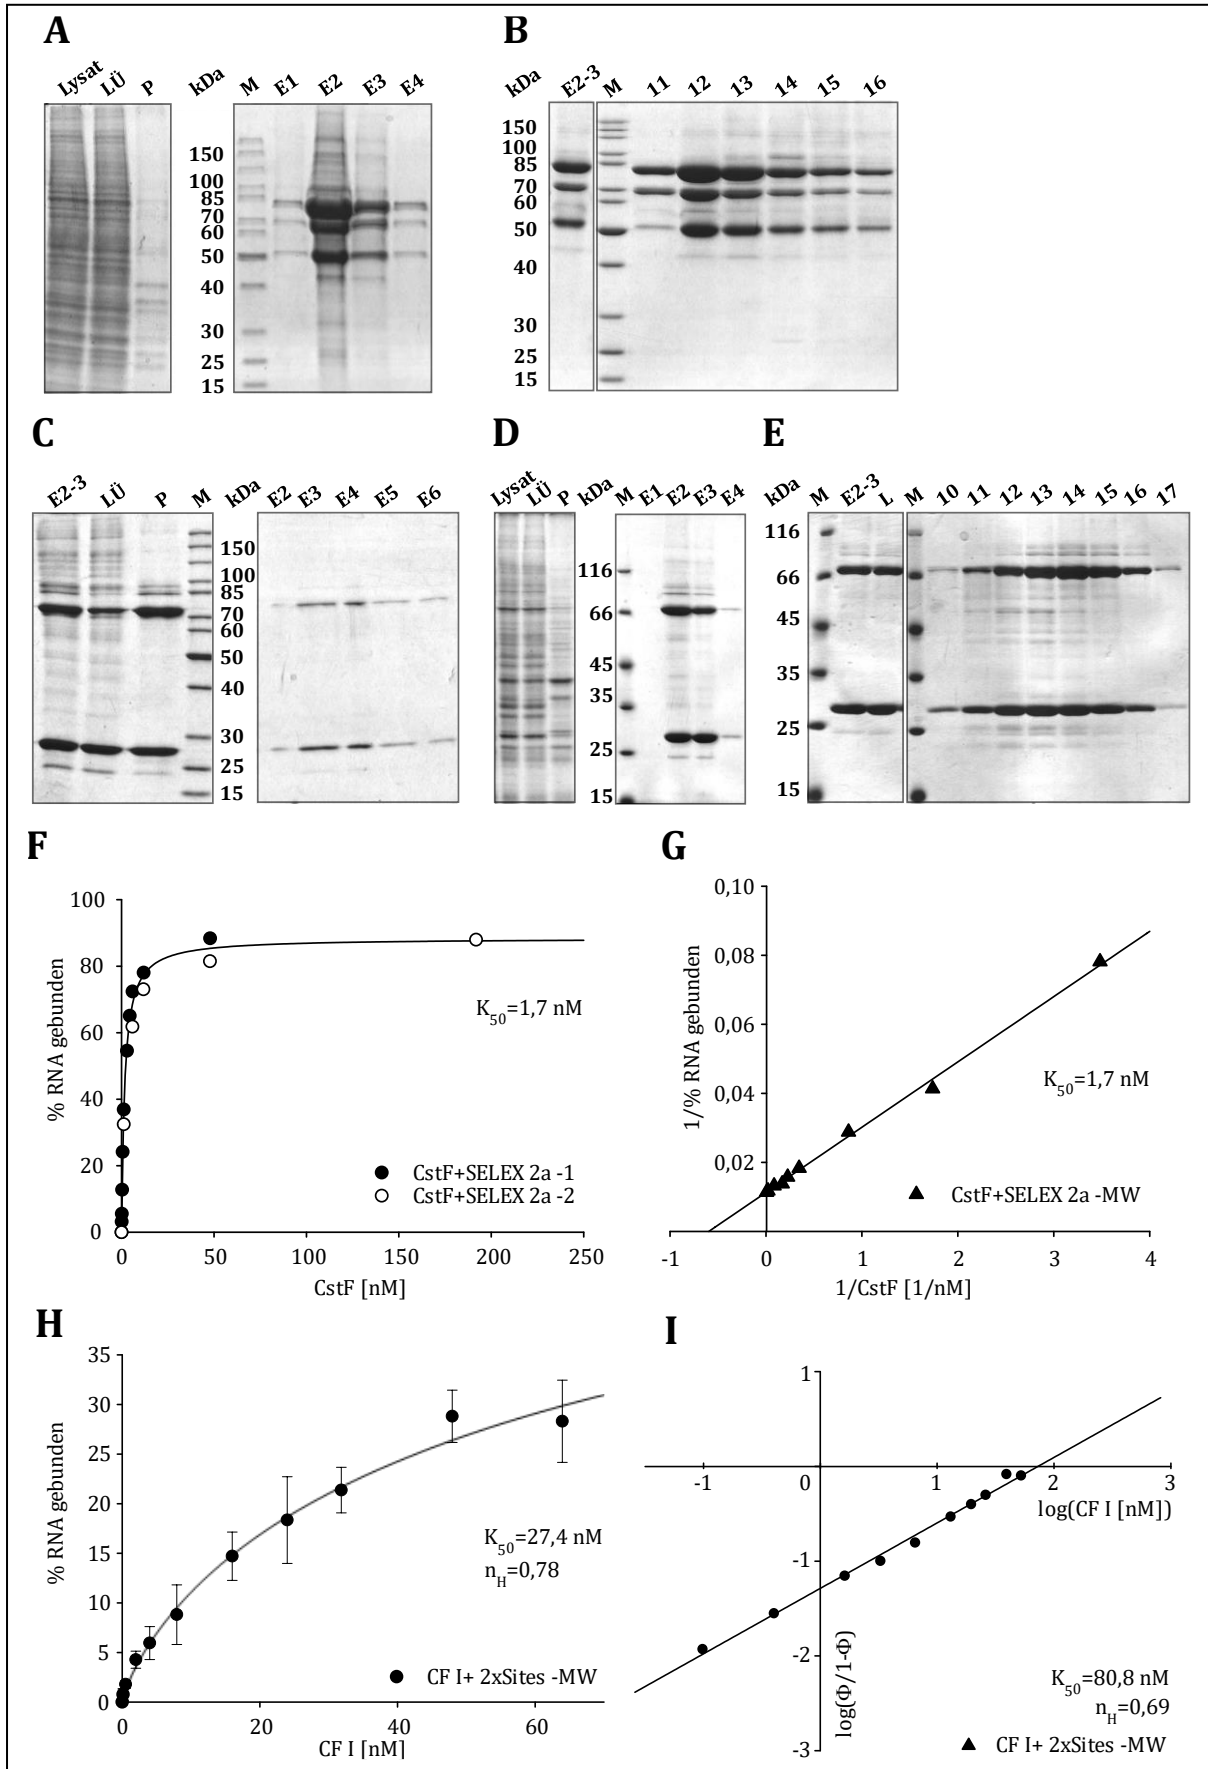 A
Lysat LÜ P kDa M E1 E2 E3 E4
150
100
85
70
60
50
40
30
25
15
B
kDa E2-3 M 11 12 13 14 15 16
150
100
85
70
60
50
40
30
25
15
C
E2-3 LÜ P M kDa E2 E3 E4 E5 E6
150
100
85
70
60
50
40
30
25
15
D
Lysat LÜ P kDa M E1 E2 E3 E4
116
66
45
35
25
15
E
kDa M E2-3 L M 10 11 12 13 14 15 16 17
116
66
45
35
25
15
F
% RNA gebunden
100
80
60
40
20
0
K50=1,7 nM
CstF+SELEX 2a -1
CstF+SELEX 2a -2
0 50 100 150 200 250
CstF [nM]
G
1/% RNA gebunden
0,10
0,08
0,06
0,04
0,02
K50=1,7 nM
CstF+SELEX 2a -MW
-1 0 1 2 3 4
1/CstF [1/nM]
H
% RNA gebunden
35
30
25
20
15
10
5
0
K50=27,4 nM
nH=0,78
CF I+ 2xSites -MW
0 20 40 60
CF I [nM]
I
1
-1 0 1 2 3
log(CF I [nM])
-1
-2
-3
log(Φ/1-Φ)
K50=80,8 nM
nH=0,69
CF I+ 2xSites -MW